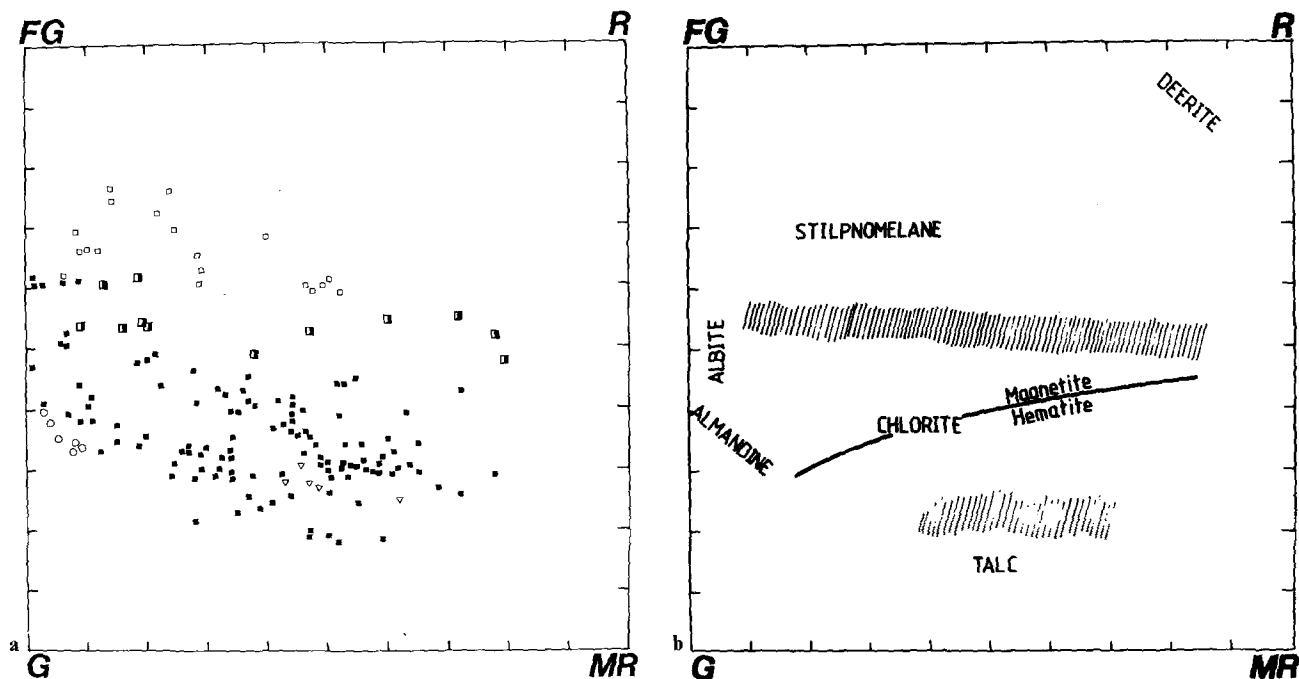 FG R
a
G MR
FG R
DEERITE
STILPNOMELANE
ALBITE
Magnetite
Hematite
CHLORITE
ALMANDINE
TALC
b
G MR